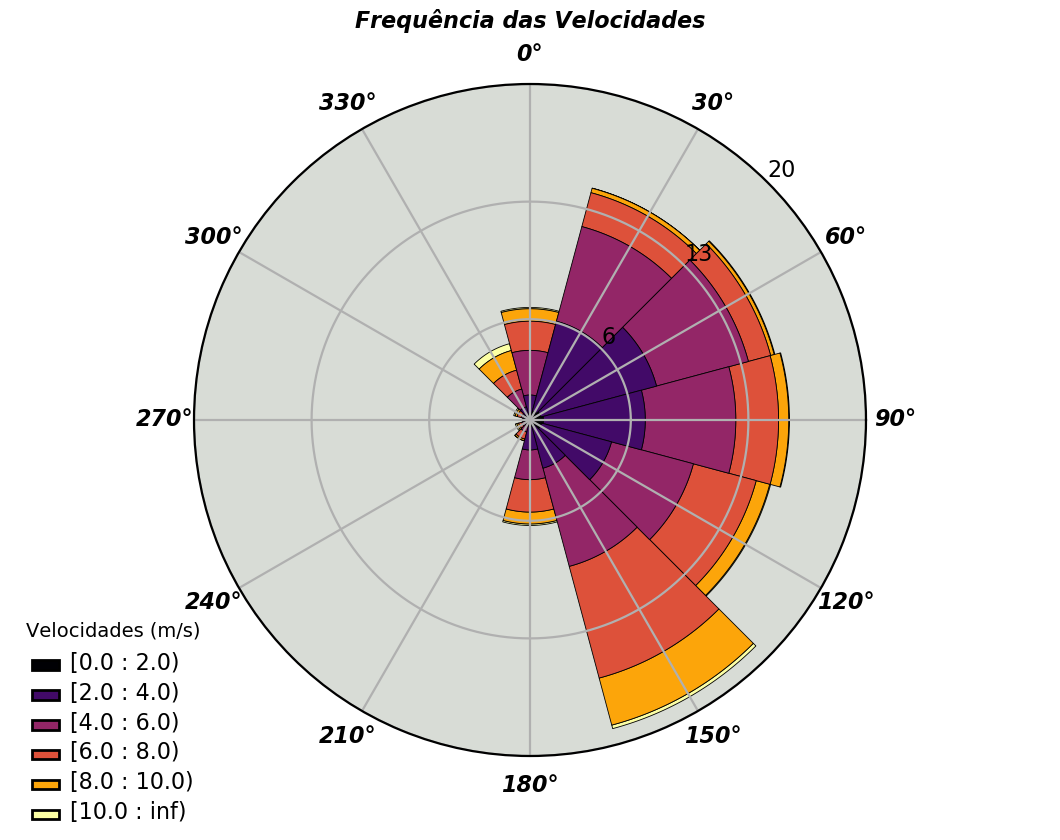 Frequência das Velocidades
0°
330°
30°
20
300°
60°
13
6
270°
90°
240°
120°
210°
150°
180°
Velocidades (m/s)
[0.0 : 2.0)
[2.0 : 4.0)
[4.0 : 6.0)
[6.0 : 8.0)
[8.0 : 10.0)
[10.0 : inf)